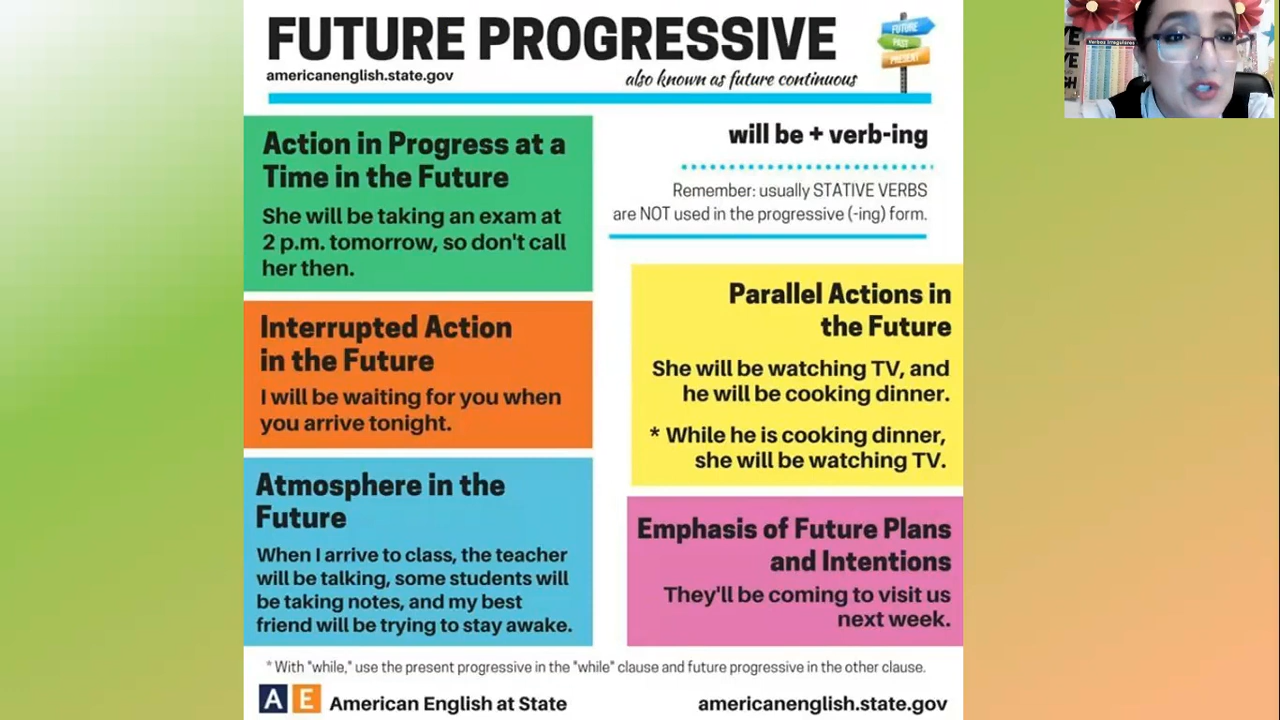 FUTURE PROGRESSIVE
americanenglish.state.gov
also known as future continuous
FUTURE
PAST
PRESENT
Action in Progress at a
Time in the Future
She will be taking an exam at
2 p.m. tomorrow, so don't call
her then.
Interrupted Action
in the Future
I will be waiting for you when
you arrive tonight.
Atmosphere in the
Future
When I arrive to class, the teacher
will be talking, some students will
be taking notes, and my best
friend will be trying to stay awake.
will be + verb-ing
Remember: usually STATIVE VERBS
are NOT used in the progressive (-ing) form.
Parallel Actions in
the Future
She will be watching TV, and
he will be cooking dinner.
* While he is cooking dinner,
she will be watching TV.
Emphasis of Future Plans
and Intentions
They'll be coming to visit us
next week.
* With "while," use the present progressive in the "while" clause and future progressive in the other clause.
AE American English at State
americanenglish.state.gov
Verbos irregulares